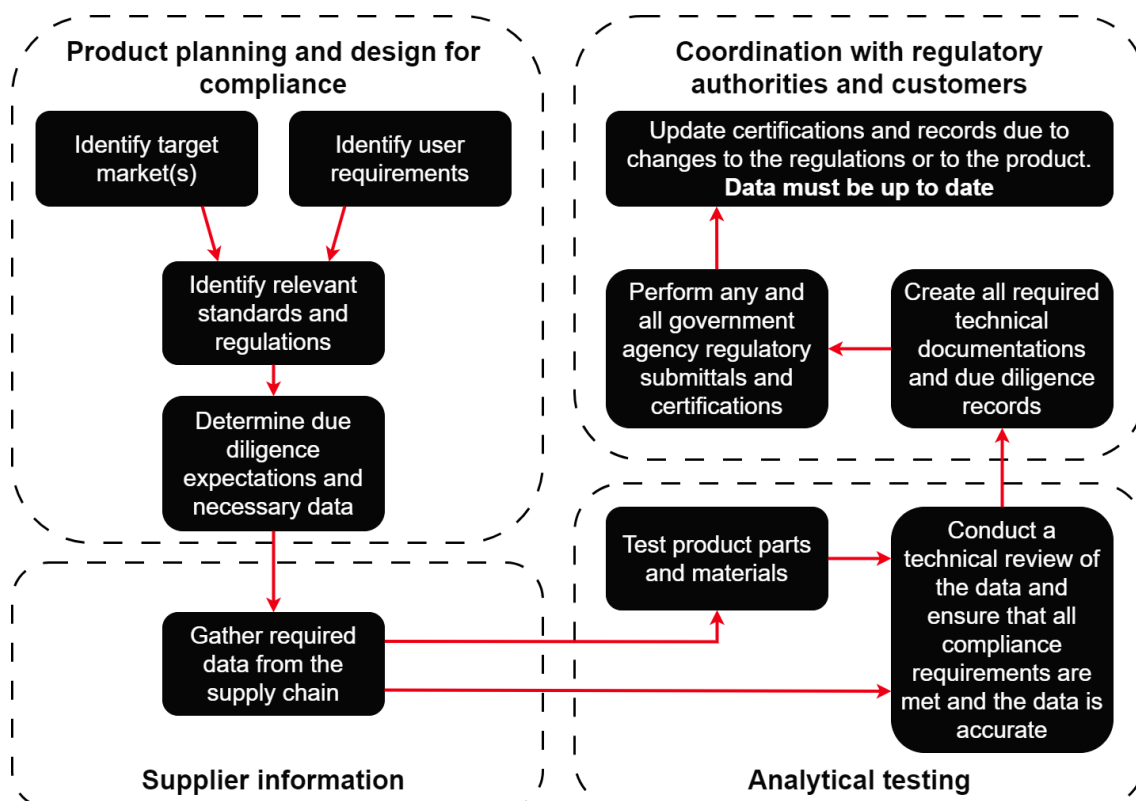 Product planning and design for
compliance
Identify target
market(s)
Identify user
requirements
Identify relevant
standards and
regulations
Determine due
diligence
expectations and
necessary data
Gather required
data from the
supply chain
Supplier information
Test product parts
and materials
Conduct a
technical review of
the data and
ensure that all
compliance
requirements are
met and the data is
accurate
Analytical testing
Coordination with regulatory
authorities and customers
Create all required
technical
documentations
and due diligence
records
Perform any and
all government
agency regulatory
submittals and
certifications
Update certifications and records due to
changes to the regulations or to the product.
Data must be up to date